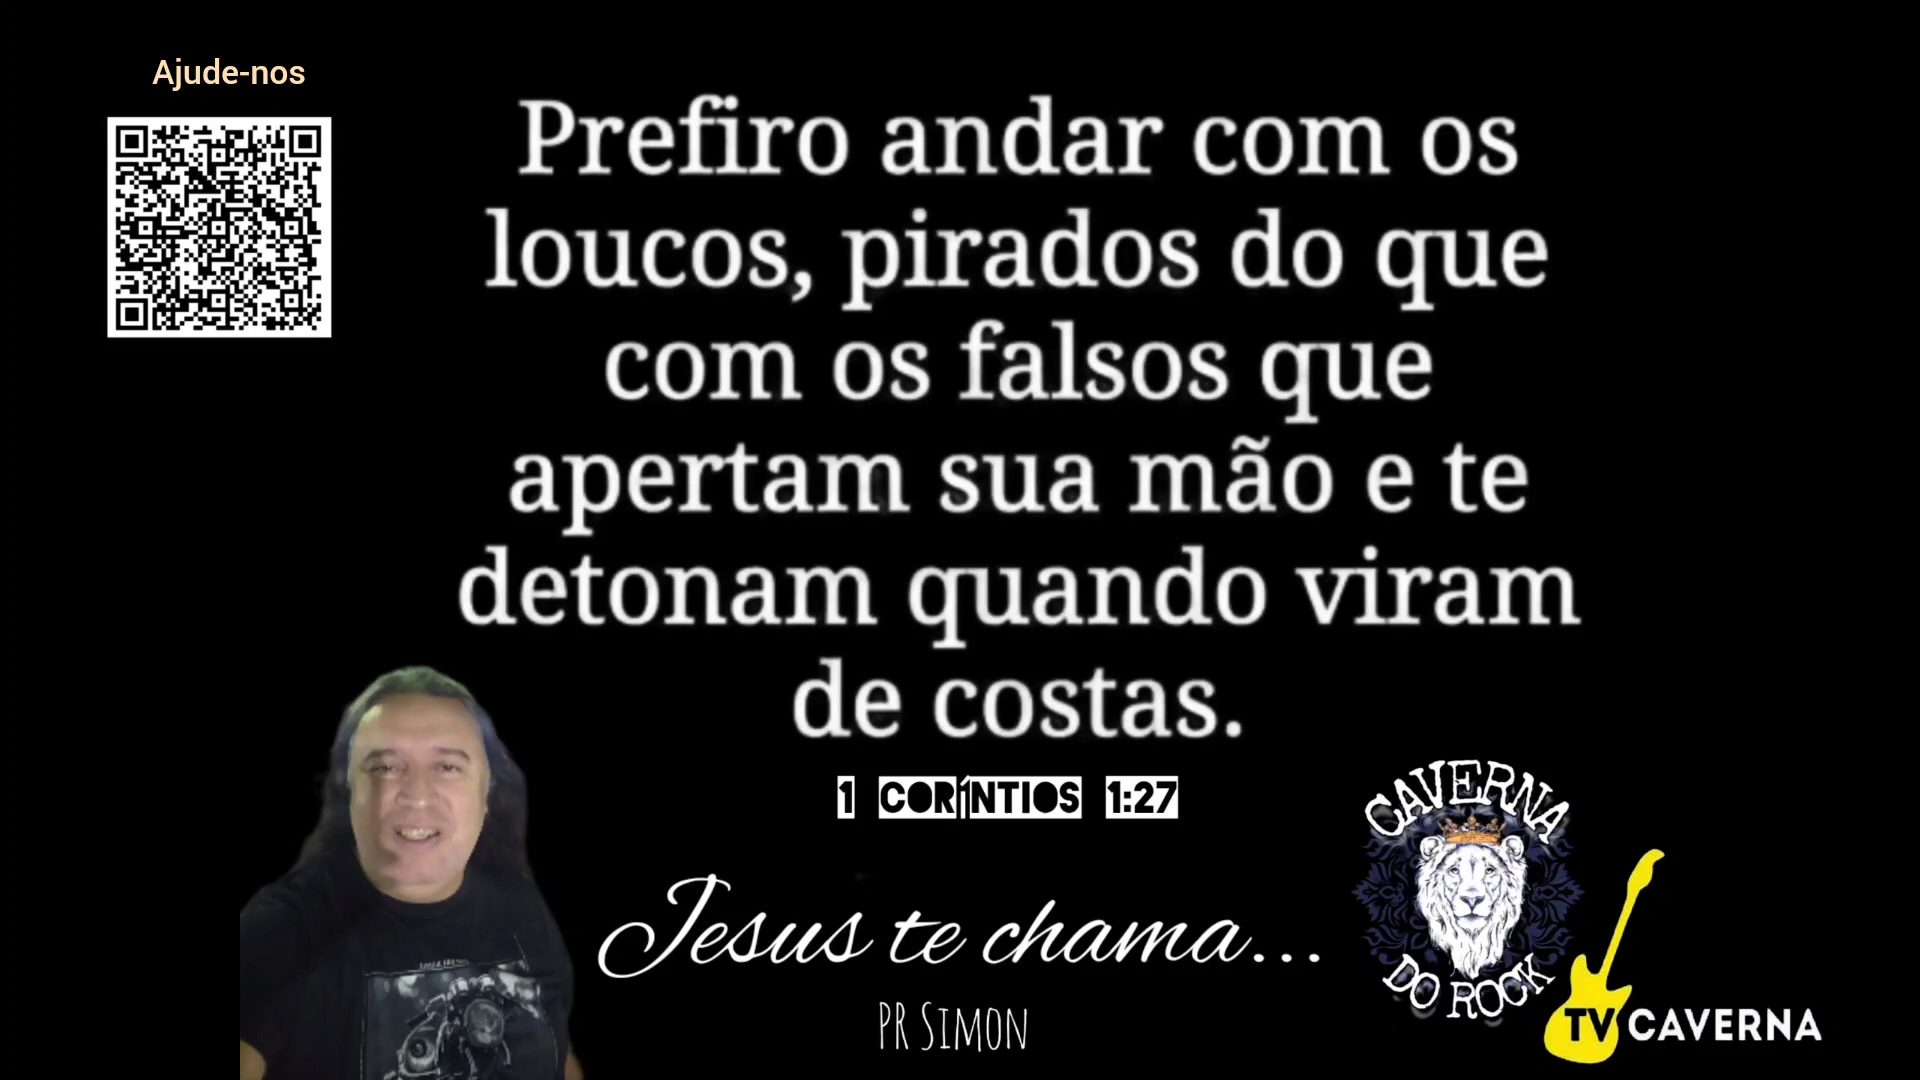 Ajude-nos
Prefiro andar com os
loucos, pirados do que
com os falsos que
apertam sua mão e te
detonam quando viram
de costas.
1 CORÍNTIOS 1:27
Jesus te chama...
PR SIMON
CAVERNA
DO ROCK
TV CAVERNA